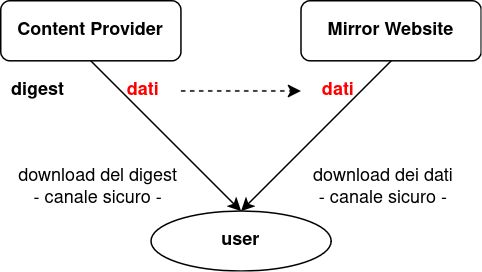 Content Provider
Mirror Website
digest
dati
dati
download del digest
- canale sicuro -
download dei dati
- canale sicuro -
user